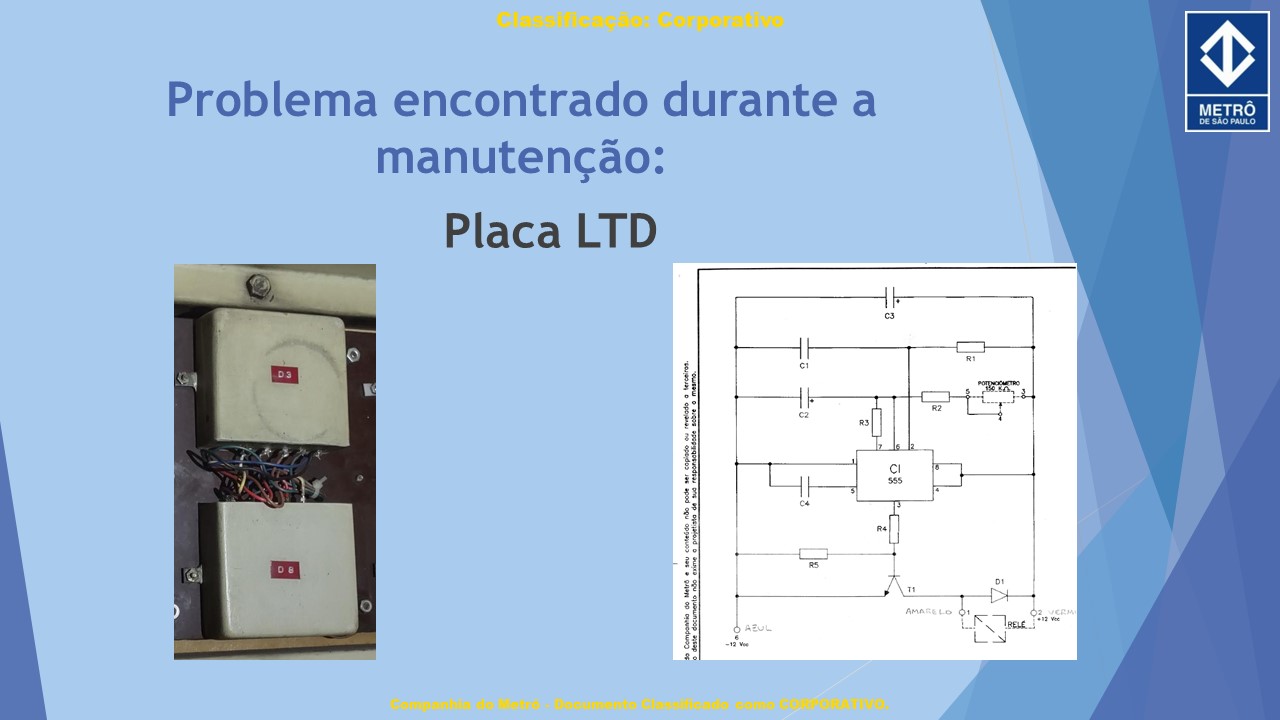 Classificação: Corporativo
METRÔ
DE SÃO PAULO
Problema encontrado durante a
manutenção:
Placa LTD
D3
D8
da Companhia do Metrô e seu conteúdo não pode ser copiado ou revelado a terceiros.
deste documento não exime a projetista de sua responsabilidade sobre o mesmo.
C3
C1
R1
C2
R2
POTENCIÔMETRO
150 KΩ
5
3
4
R3
7
6
2
1
CI
555
8
C4
5
4
3
R4
R5
T1
D1
AMARELO
1
2 VERM
+12 Vcc
RELÉ
AZUL
6
-12 Vcc
Companhia do Metrô - Documento Classificado como CORPORATIVO.